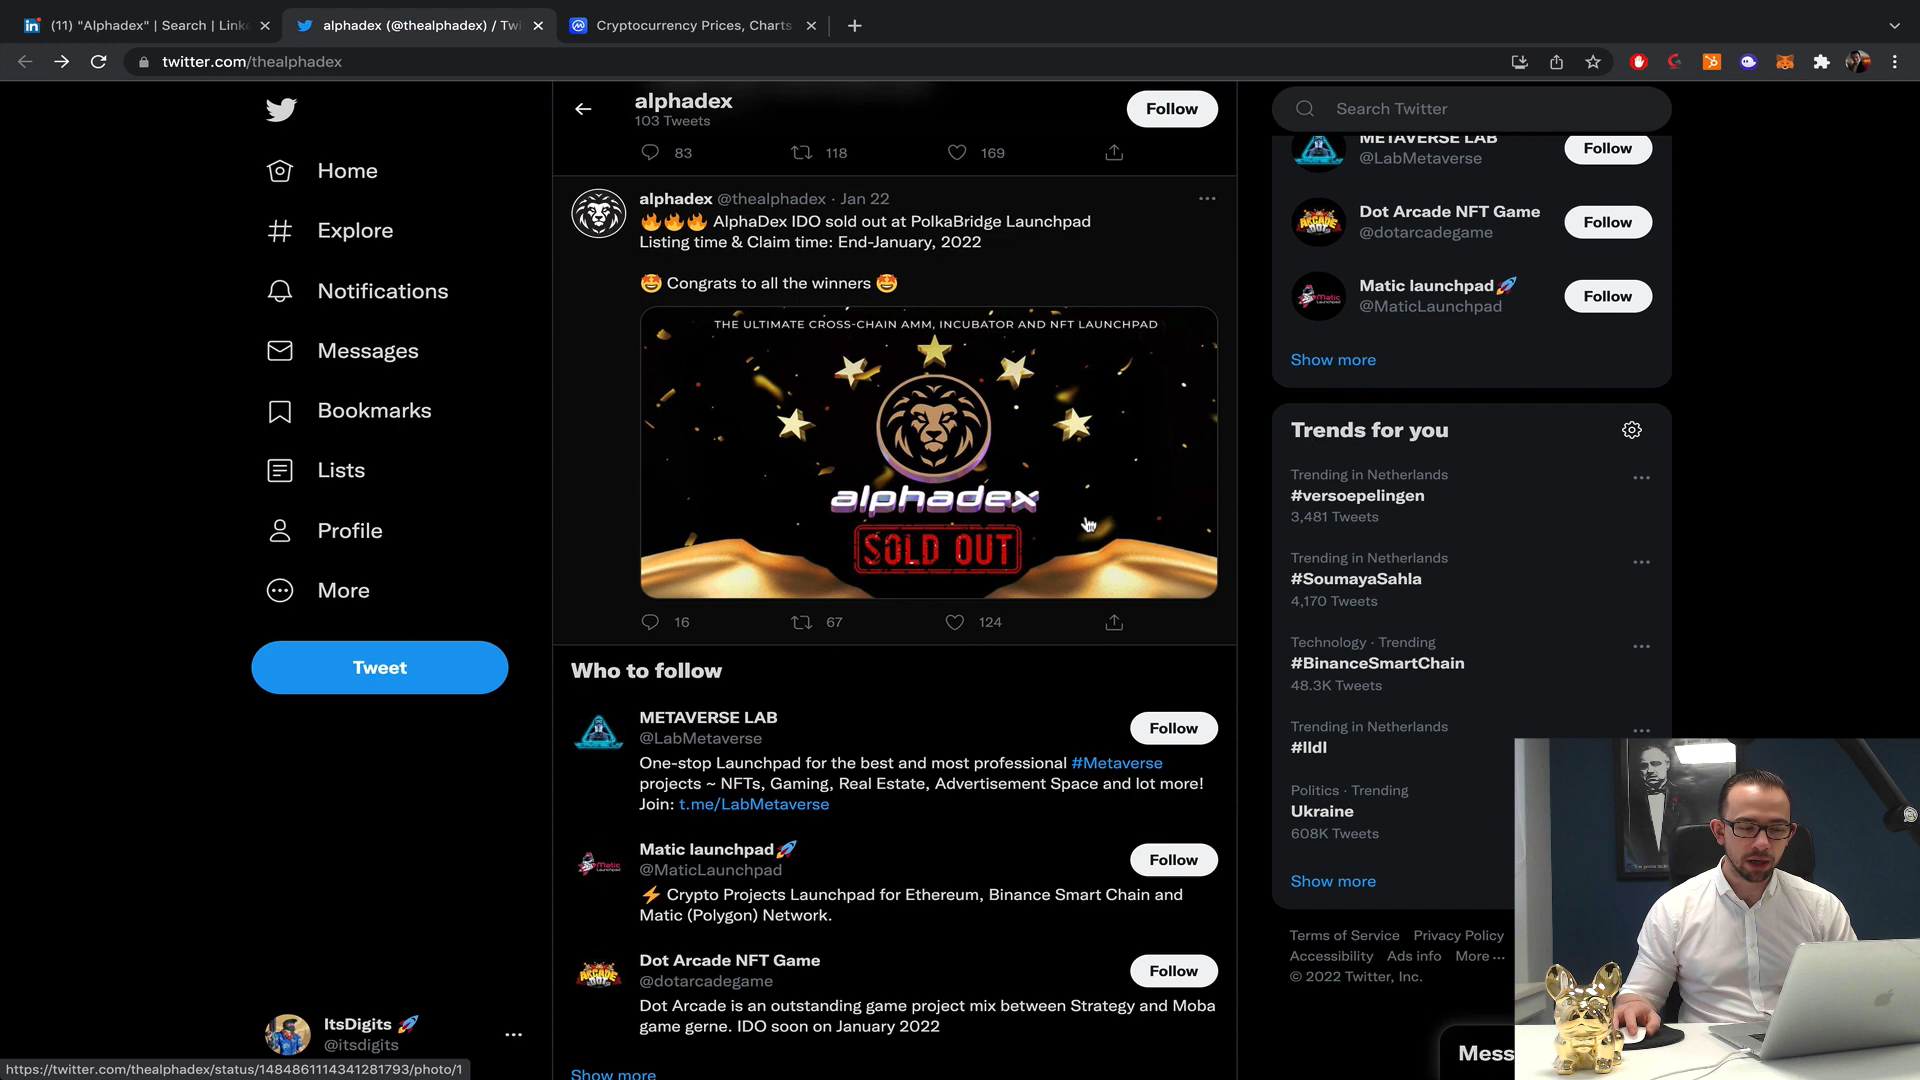 (11) "Alphadex" | Search | Linke
alphadex (@thealphadex) / Twi
Cryptocurrency Prices, Charts
twitter.com/thealphadex
Home
Explore
Notifications
Messages
Bookmarks
Lists
Profile
More
Tweet
ItsDigits
@itsdigits
https://twitter.com/thealphadex/status/1484861114341281793/photo/1
alphadex
103 Tweets
Follow
83 118 169
alphadex @thealphadex · Jan 22
AlphaDex IDO sold out at PolkaBridge Launchpad
Listing time & Claim time: End-January, 2022
Congrats to all the winners
THE ULTIMATE CROSS-CHAIN AMM, INCUBATOR AND NFT LAUNCHPAD
alphadex
SOLD OUT
16 67 124
Who to follow
METAVERSE LAB
@LabMetaverse
Follow
One-stop Launchpad for the best and most professional #Metaverse
projects ~ NFTs, Gaming, Real Estate, Advertisement Space and lot more!
Join: t.me/LabMetaverse
Matic launchpad
@MaticLaunchpad
Follow
Crypto Projects Launchpad for Ethereum, Binance Smart Chain and
Matic (Polygon) Network.
Dot Arcade NFT Game
@dotarcadegame
Follow
Dot Arcade is an outstanding game project mix between Strategy and Moba
game gerne. IDO soon on January 2022
Show more
Search Twitter
METAVERSE LAB
@LabMetaverse
Follow
Dot Arcade NFT Game
@dotarcadegame
Follow
Matic launchpad
@MaticLaunchpad
Follow
Show more
Trends for you
Trending in Netherlands
#versoepelingen
3,481 Tweets
Trending in Netherlands
#SoumayaSahla
4,170 Tweets
Technology · Trending
#BinanceSmartChain
48.3K Tweets
Trending in Netherlands
#lldl
Politics · Trending
Ukraine
608K Tweets
Show more
Terms of Service Privacy Policy
Accessibility Ads info More
© 2022 Twitter, Inc.
Mess